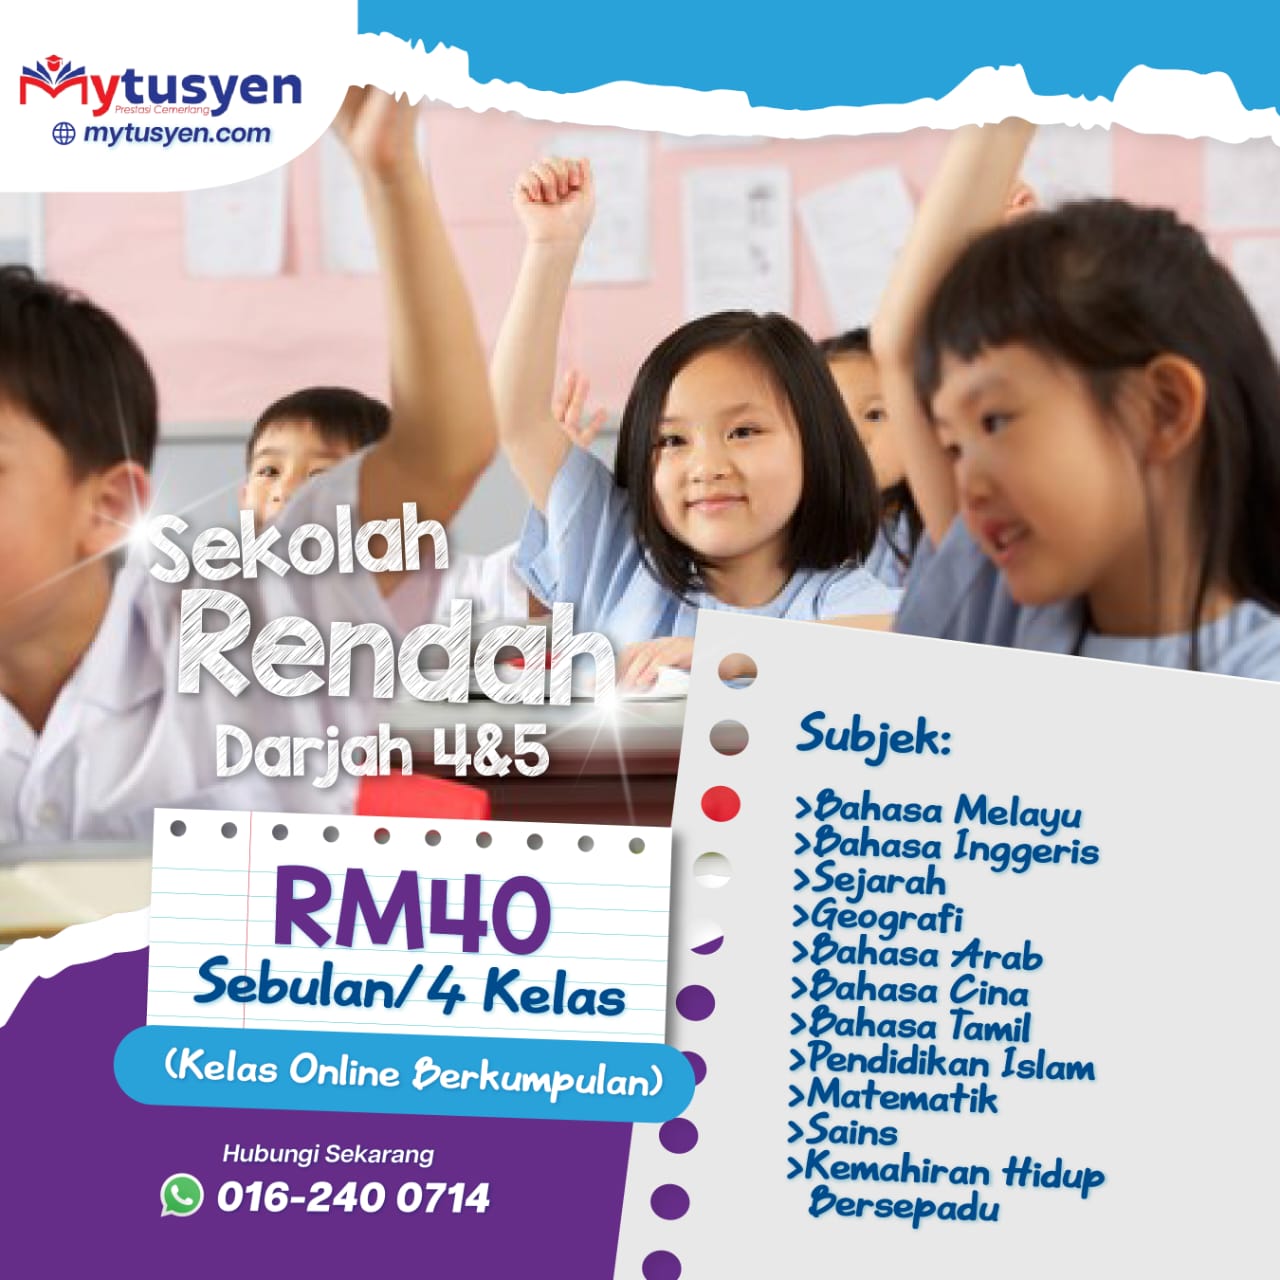 Mytusyen
Prestasi Cemerlang
mytusyen.com
Sekolah
Rendah
Darjah 4&5
RM40
Sebulan/4 Kelas
(Kelas Online Berkumpulan)
Hubungi Sekarang
016-240 0714
Subjek:
>Bahasa Melayu
>Bahasa Inggeris
>Sejarah
>Geografi
>Bahasa Arab
>Bahasa Cina
>Bahasa Tamil
>Pendidikan Islam
>Matematik
>Sains
>Kemahiran Hidup
Bersepadu